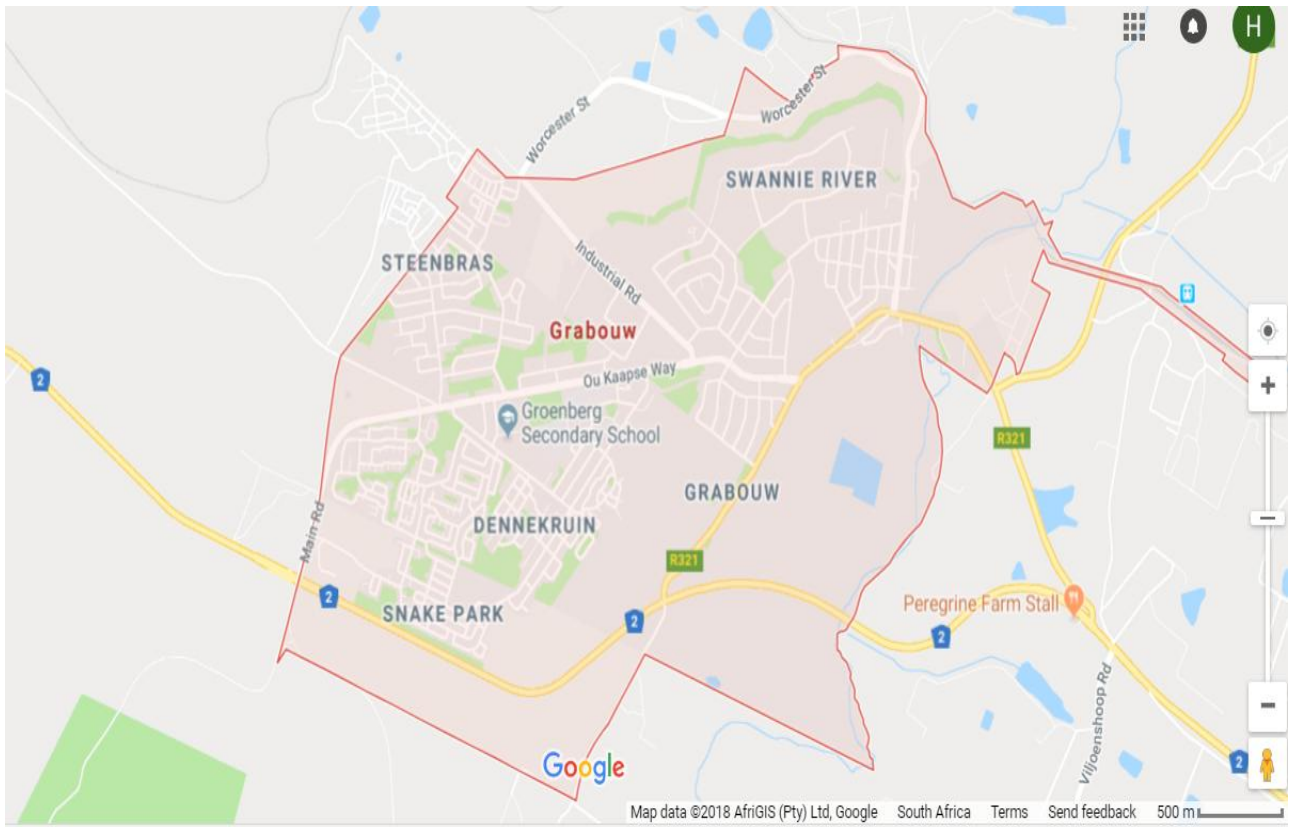 H
Worcester St
Worcester St
SWANNIE RIVER
STEENBRAS
Industrial Rd
Grabouw
2
Ou Kaapse Way
Groenberg
Secondary School
R321
GRABOUW
Main Rd
DENNEKRUIN
R321
2
SNAKE PARK
2
Peregrine Farm Stall
2
Viljoenshoop Rd
2
Google
Map data ©2018 AfriGIS (Pty) Ltd, Google South Africa Terms Send feedback 500 m